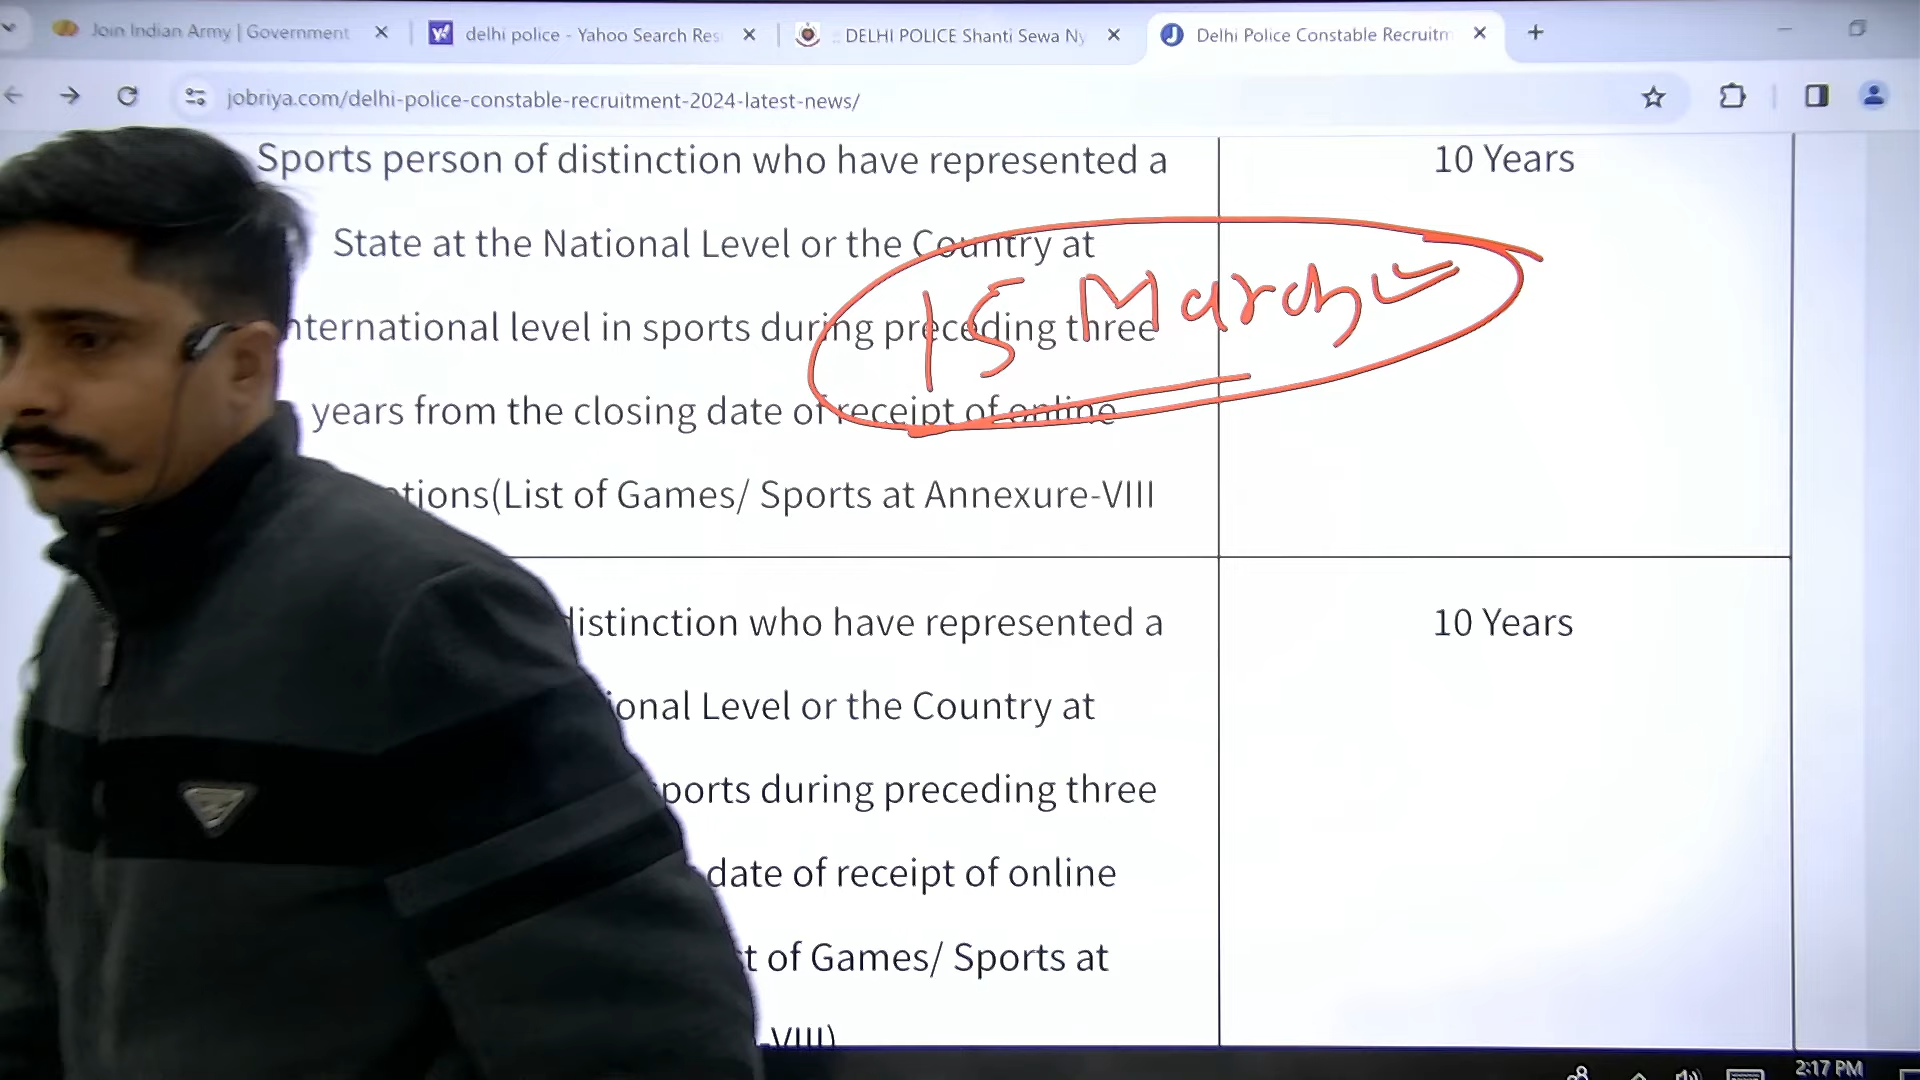 Join Indian Army | Government
delhi police - Yahoo Search Res
DELHI POLICE Shanti Sewa Ny
Delhi Police Constable Recruitm
jobriya.com/delhi-police-constable-recruitment-2024-latest-news/
Sports person of distinction who have represented a
State at the National Level or the Country at
nternational level in sports during preceding three
years from the closing date of receipt of online
tions(List of Games/ Sports at Annexure-VIII
10 Years
15 March
distinction who have represented a
ional Level or the Country at
ports during preceding three
date of receipt of online
t of Games/ Sports at
-VIII)
10 Years
2:17 PM